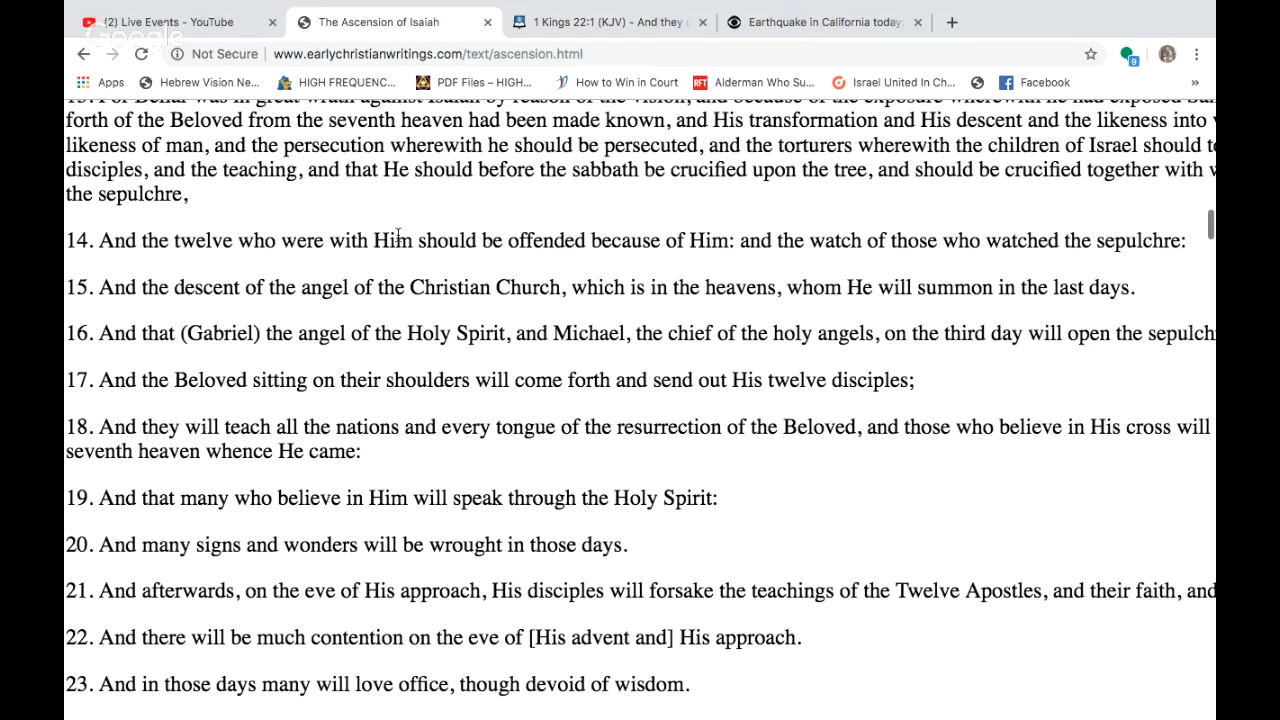 (2) Live Events - YouTube
The Ascension of Isaiah
1 Kings 22:1 (KJV) - And they c
Earthquake in California today:
Google
Not Secure
www.earlychristianwritings.com/text/ascension.html
9
Apps
Hebrew Vision Ne...
HIGH FREQUENC...
PDF Files – HIGH...
How to Win in Court
RFT
Alderman Who Su...
Israel United In Ch...
Facebook
»
forth of the Beloved from the seventh heaven had been made known, and His transformation and His descent and the likeness into
likeness of man, and the persecution wherewith he should be persecuted, and the torturers wherewith the children of Israel should t
disciples, and the teaching, and that He should before the sabbath be crucified upon the tree, and should be crucified together with
the sepulchre,
14. And the twelve who were with Him should be offended because of Him: and the watch of those who watched the sepulchre:
15. And the descent of the angel of the Christian Church, which is in the heavens, whom He will summon in the last days.
16. And that (Gabriel) the angel of the Holy Spirit, and Michael, the chief of the holy angels, on the third day will open the sepulch
17. And the Beloved sitting on their shoulders will come forth and send out His twelve disciples;
18. And they will teach all the nations and every tongue of the resurrection of the Beloved, and those who believe in His cross will
seventh heaven whence He came:
19. And that many who believe in Him will speak through the Holy Spirit:
20. And many signs and wonders will be wrought in those days.
21. And afterwards, on the eve of His approach, His disciples will forsake the teachings of the Twelve Apostles, and their faith, and
22. And there will be much contention on the eve of [His advent and] His approach.
23. And in those days many will love office, though devoid of wisdom.